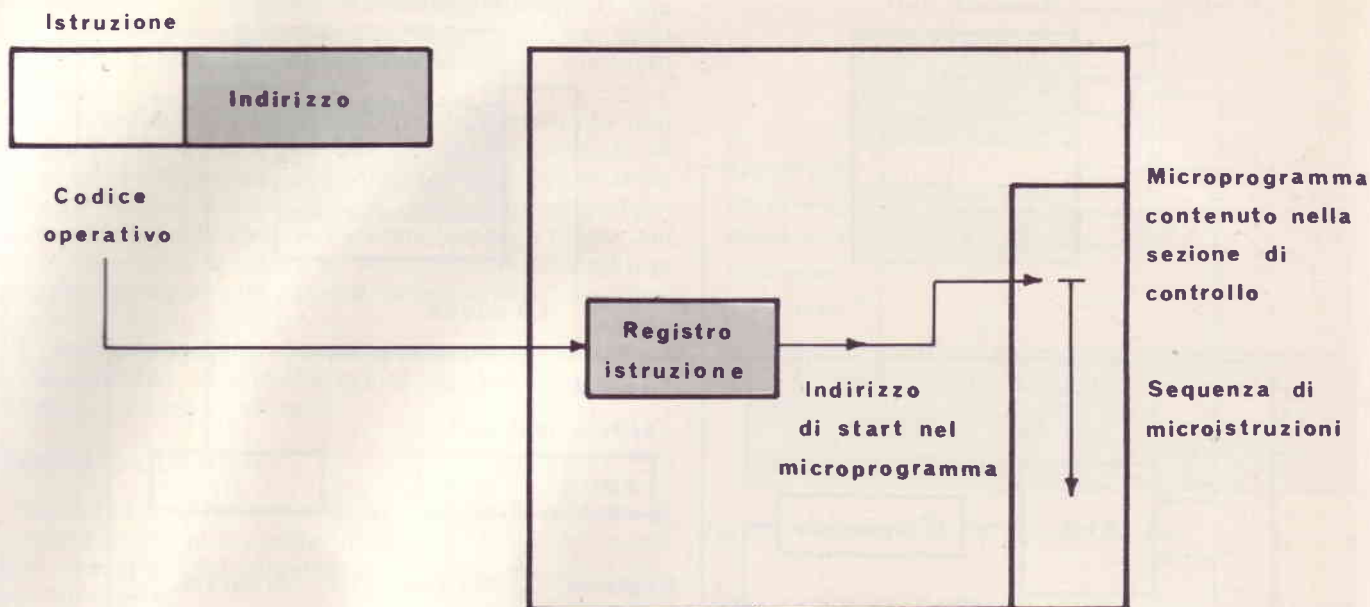 Istruzione
Indirizzo
Codice
operativo
Registro
istruzione
Indirizzo
di start nel
microprogramma
Microprogramma
contenuto nella
sezione di
controllo
Sequenza di
microistruzioni